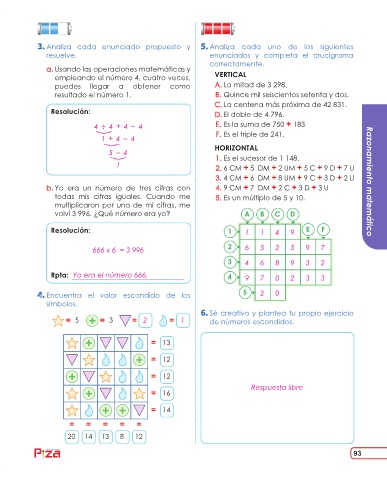 3. Analiza cada enunciado propuesto y
resuelve.
a. Usando las operaciones matemáticas y
empleando el número 4, cuatro veces,
puedes llegar a obtener como
resultado el número 1.
Resolución:
4 ÷ 4 + 4 − 4
1 + 4 − 4
5 − 4
1
b. Yo era un número de tres cifras con
todas mis cifras iguales. Cuando me
multiplicaron por uno de mi cifras, me
volví 3 996. ¿Qué número era yo?
Resolución:
666 x 6 = 3 996
Rpta: Yo era el número 666.
4. Encuentra el valor escondido de los
símbolos.
= 5 = 3 = 2 = 1
= 13
= 12
= 12
= 16
= 14
= = = = =
20 14 13 8 12
5. Analiza cada uno de los siguientes
enunciados y completa el crucigrama
correctamente.
VERTICAL
A. La mitad de 3 298.
B. Quince mil seiscientos setenta y dos.
C. La centena más próxima de 42 831.
D. El doble de 4 796.
E. Es la suma de 750 + 183
F. Es el triple de 241.
HORIZONTAL
1. Es el sucesor de 1 148.
2. 6 CM + 5 DM + 2 UM + 5 C + 9 D + 7 U
3. 4 CM + 6 DM + 8 UM + 9 C + 3 D + 2 U
4. 9 CM + 7 DM + 2 C + 3 D + 3 U
5. Es un múltiplo de 5 y 10.
A B C D
1 1 1 4 9 E F
2 6 5 2 5 9 7
3 4 6 8 9 3 2
4 9 7 0 2 3 3
5 2 0
6. Sé creativo y plantea tu propio ejercicio
de números escondidos.
Respuesta libre
Razonamiento matemático
93